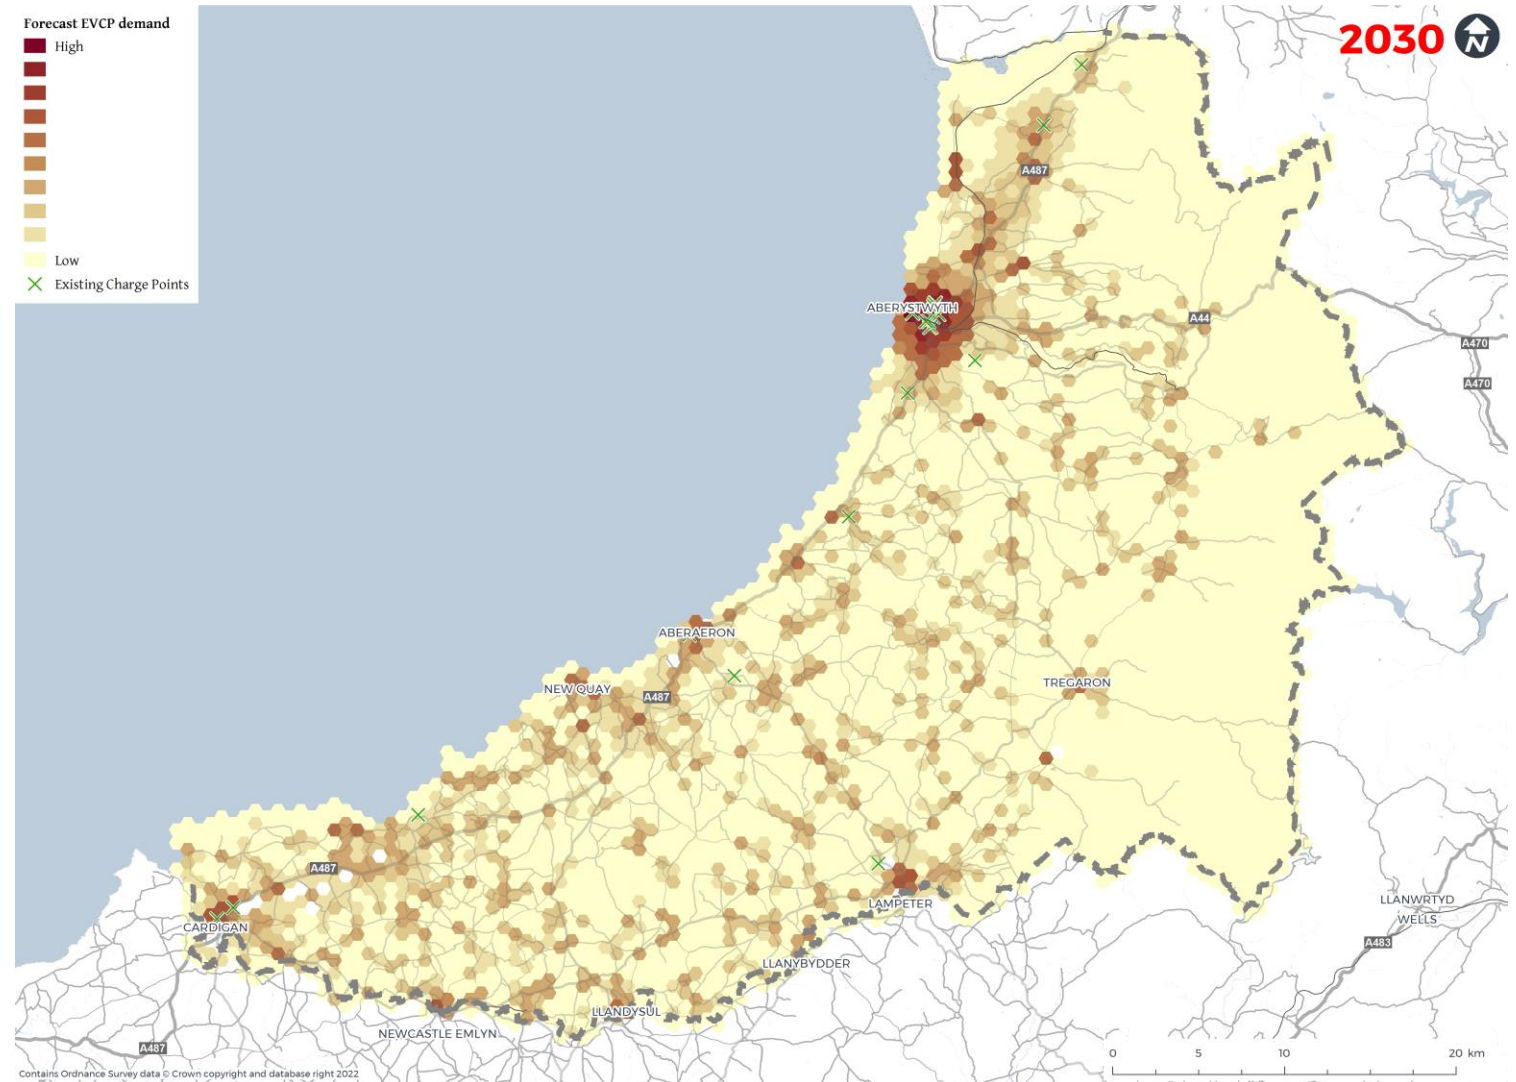 Forecast EVCP demand
High
Low
Existing Charge Points
2030
N
A487
ABERYSTWYTH
A44
A470
A470
ABERAERON
NEW QUAY
A487
TREGARON
A487
CARDIGAN
LAMPETER
LLANWRTYD
WELLS
A483
LLANYBYDDER
LLANDYSUL
NEWCASTLE EMLYN
A487
0 5 10 20 km
Contains Ordnance Survey data © Crown copyright and database right 2022